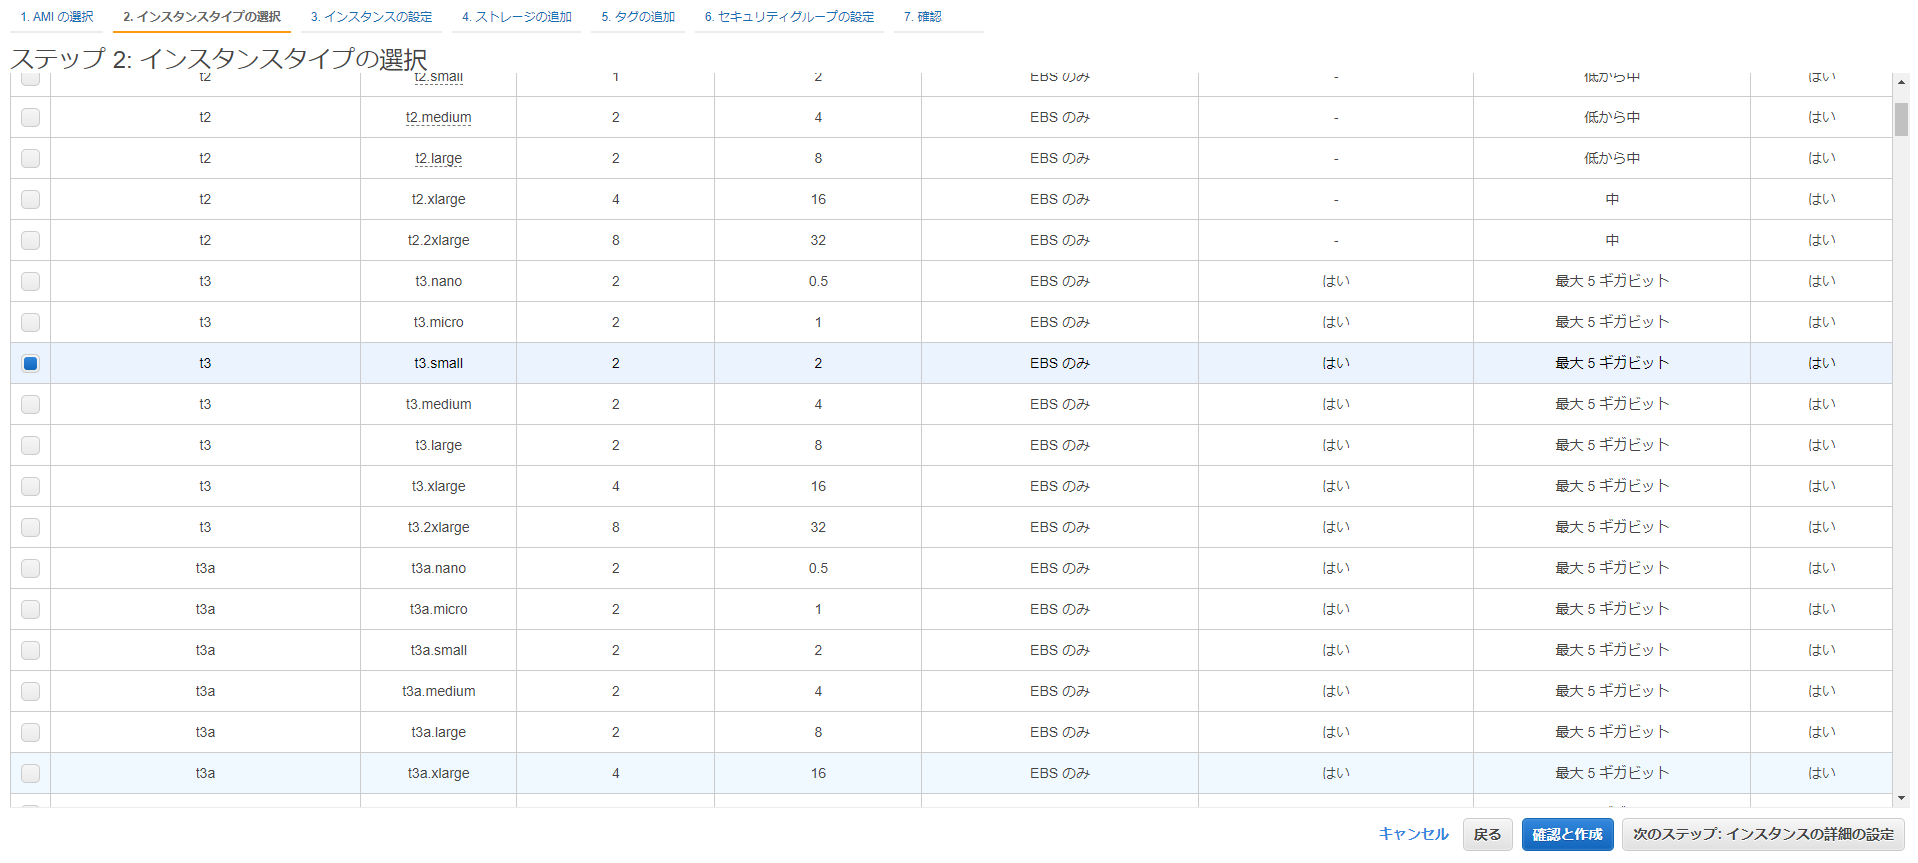 1. AMI の選択 2. インスタンスタイプの選択 3. インスタンスの設定 4. ストレージの追加 5. タグの追加 6. セキュリティグループの設定 7. 確認
ステップ 2: インスタンスタイプの選択
t2 t2.small 1 2 EBS のみ - 低から中 はい
t2 t2.medium 2 4 EBS のみ - 低から中 はい
t2 t2.large 2 8 EBS のみ - 低から中 はい
t2 t2.xlarge 4 16 EBS のみ - 中 はい
t2 t2.2xlarge 8 32 EBS のみ - 中 はい
t3 t3.nano 2 0.5 EBS のみ はい 最大 5 ギガビット はい
t3 t3.micro 2 1 EBS のみ はい 最大 5 ギガビット はい
t3 t3.small 2 2 EBS のみ はい 最大 5 ギガビット はい
t3 t3.medium 2 4 EBS のみ はい 最大 5 ギガビット はい
t3 t3.large 2 8 EBS のみ はい 最大 5 ギガビット はい
t3 t3.xlarge 4 16 EBS のみ はい 最大 5 ギガビット はい
t3 t3.2xlarge 8 32 EBS のみ はい 最大 5 ギガビット はい
t3a t3a.nano 2 0.5 EBS のみ はい 最大 5 ギガビット はい
t3a t3a.micro 2 1 EBS のみ はい 最大 5 ギガビット はい
t3a t3a.small 2 2 EBS のみ はい 最大 5 ギガビット はい
t3a t3a.medium 2 4 EBS のみ はい 最大 5 ギガビット はい
t3a t3a.large 2 8 EBS のみ はい 最大 5 ギガビット はい
t3a t3a.xlarge 4 16 EBS のみ はい 最大 5 ギガビット はい
キャンセル 戻る 確認と作成 次のステップ: インスタンスの詳細の設定